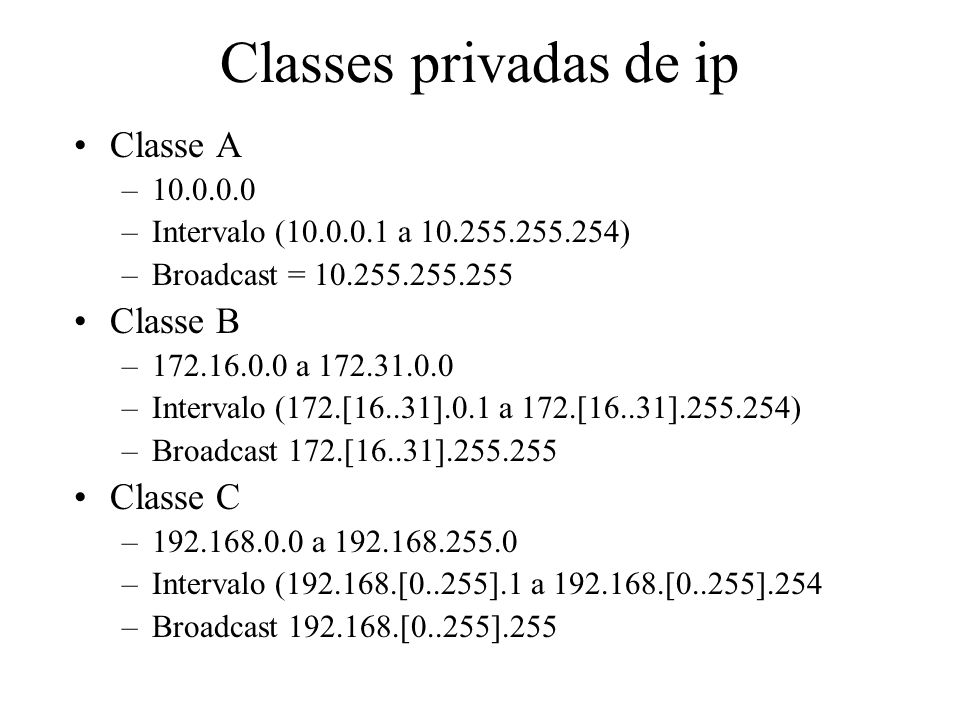 Classes privadas de ip
• Classe A
– 10.0.0.0
– Intervalo (10.0.0.1 a 10.255.255.254)
– Broadcast = 10.255.255.255
• Classe B
– 172.16.0.0 a 172.31.0.0
– Intervalo (172.[16..31].0.1 a 172.[16..31].255.254)
– Broadcast 172.[16..31].255.255
• Classe C
– 192.168.0.0 a 192.168.255.0
– Intervalo (192.168.[0..255].1 a 192.168.[0..255].254
– Broadcast 192.168.[0..255].255